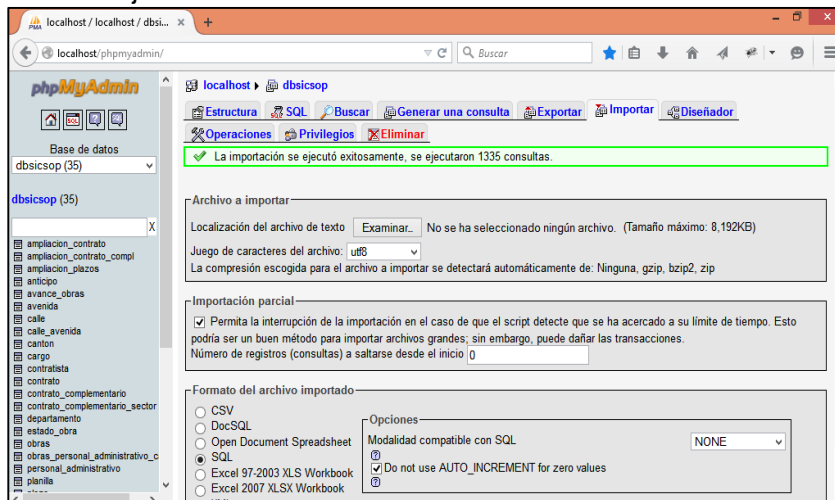 localhost / localhost / dbsi...
localhost/phpmyadmin/
Buscar
phpMyAdmin
Base de datos
dbsicsop (35)
dbsicsop (35)
X
ampliacion_contrato
ampliacion_contrato_compl
ampliacion_plazos
anticipo
avance_obras
avenida
calle
calle_avenida
canton
cargo
contratista
contrato
contrato_complementario
contrato_complementario_sector
departamento
estado_obra
obras
obras_personal_administrativo_c
personal_administrativo
planilla
localhost dbsicsop
Estructura SQL Buscar Generar una consulta Exportar Importar Diseñador
Operaciones Privilegios Eliminar
La importación se ejecutó exitosamente, se ejecutaron 1335 consultas.
Archivo a importar
Localización del archivo de texto Examinar... No se ha seleccionado ningún archivo. (Tamaño máximo: 8,192KB)
Juego de caracteres del archivo: utf8
La compresión escogida para el archivo a importar se detectará automáticamente de: Ninguna, gzip, bzip2, zip
Importación parcial
Permita la interrupción de la importación en el caso de que el script detecte que se ha acercado a su límite de tiempo. Esto
podría ser un buen método para importar archivos grandes; sin embargo, puede dañar las transacciones.
Número de registros (consultas) a saltarse desde el inicio 0
Formato del archivo importado
CSV
DocSQL
Open Document Spreadsheet
SQL
Excel 97-2003 XLS Workbook
Excel 2007 XLSX Workbook
Opciones
Modalidad compatible con SQL NONE
Do not use AUTO_INCREMENT for zero values